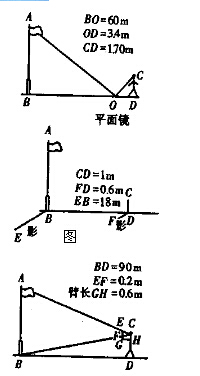 A
BO=60m
OD=3.4m
CD=1.70m
C
B
O
D
平面镜
A
CD=1m
FD=0.6m
EB=18m
C
B
F
D
E
影
影
图
A
BD=90m
EF=0.2m
臂长GH=0.6m
E
C
F
G
H
B
D